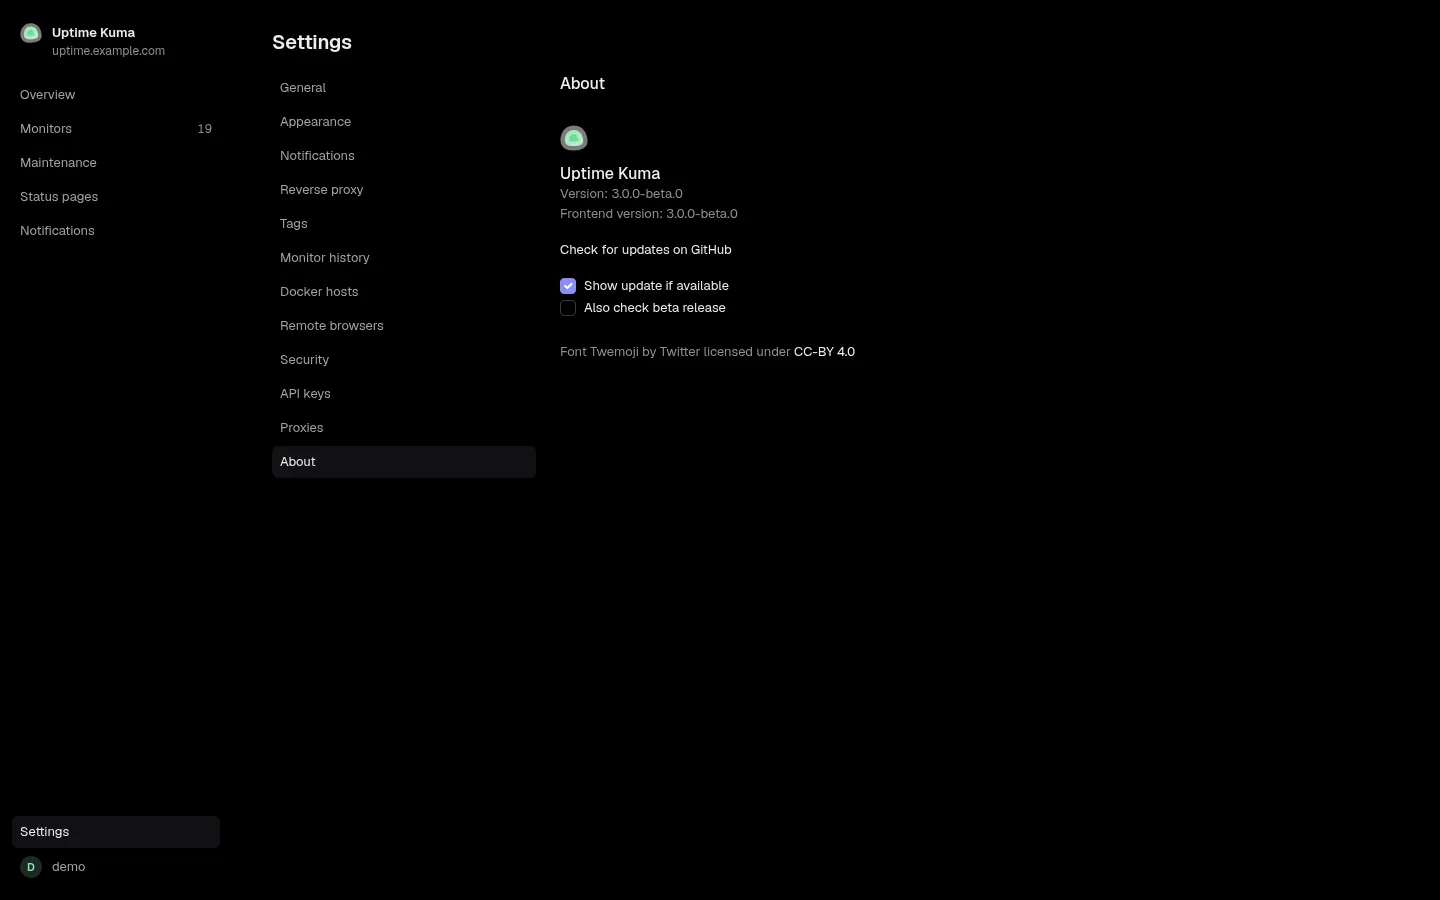 Uptime Kuma
uptime.example.com
Overview
Monitors 19
Maintenance
Status pages
Notifications
Settings
D demo
Settings
General
Appearance
Notifications
Reverse proxy
Tags
Monitor history
Docker hosts
Remote browsers
Security
API keys
Proxies
About
About
Uptime Kuma
Version: 3.0.0-beta.0
Frontend version: 3.0.0-beta.0
Check for updates on GitHub
Show update if available
Also check beta release
Font Twemoji by Twitter licensed under CC-BY 4.0